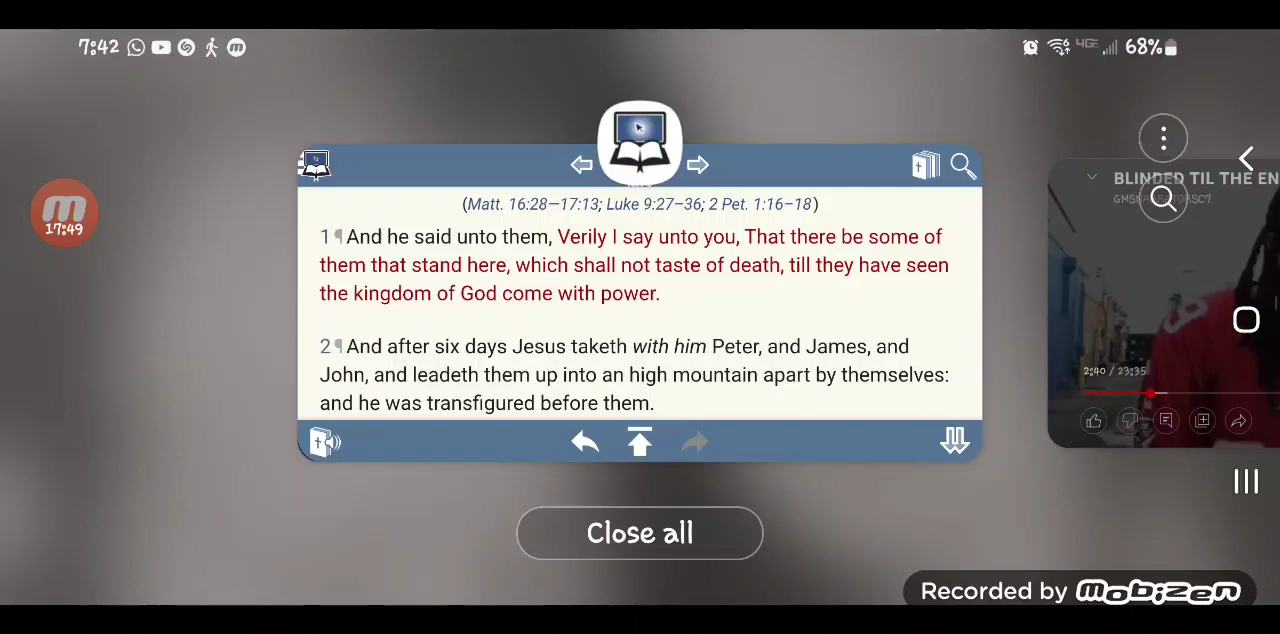 7:42
4GE
68%
17:49
(Matt. 16:28–17:13; Luke 9:27–36; 2 Pet. 1:16–18)
1 ¶ And he said unto them, Verily I say unto you, That there be some of
them that stand here, which shall not taste of death, till they have seen
the kingdom of God come with power.
2 ¶ And after six days Jesus taketh with him Peter, and James, and
John, and leadeth them up into an high mountain apart by themselves:
and he was transfigured before them.
BLINDED TIL THE EN
2:40 / 23:35
Close all
Recorded by mobizen